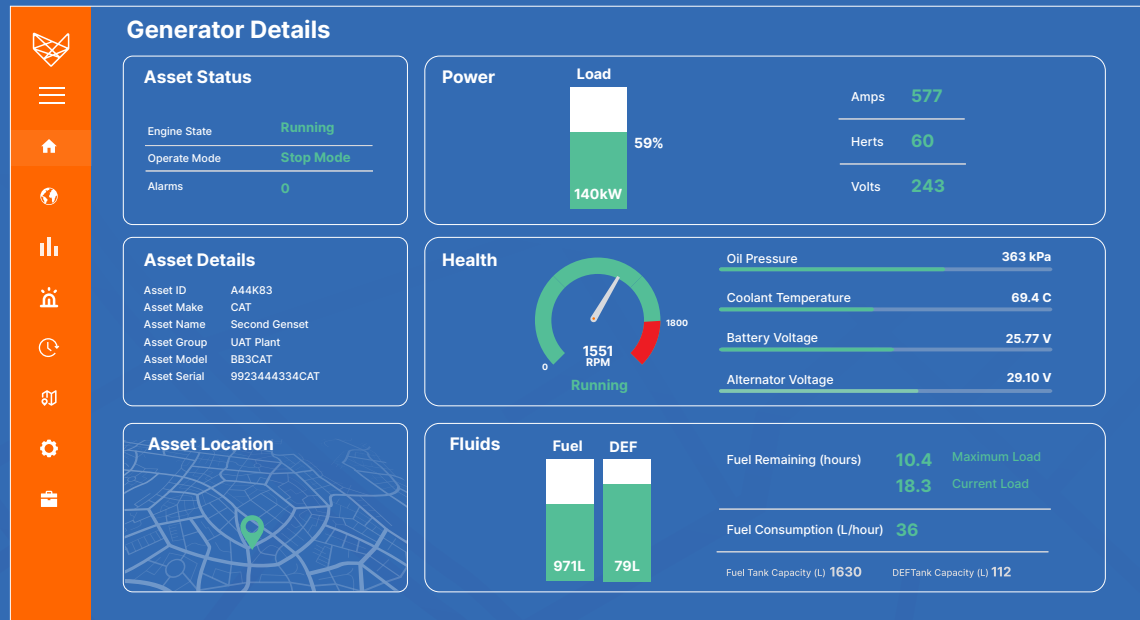 Generator Details
Asset Status
Engine State Running
Operate Mode Stop Mode
Alarms 0
Power
Load
59%
140kW
Amps 577
Herts 60
Volts 243
Asset Details
Asset ID A44K83
Asset Make CAT
Asset Name Second Genset
Asset Group UAT Plant
Asset Model BB3CAT
Asset Serial 9923444334CAT
Health
1800
1551
RPM
0
Running
Oil Pressure 363 kPa
Coolant Temperature 69.4 C
Battery Voltage 25.77 V
Alternator Voltage 29.10 V
Asset Location
Fluids
Fuel DEF
971L 79L
Fuel Remaining (hours) 10.4 Maximum Load
18.3 Current Load
Fuel Consumption (L/hour) 36
Fuel Tank Capacity (L) 1630 DEFTank Capacity (L) 112